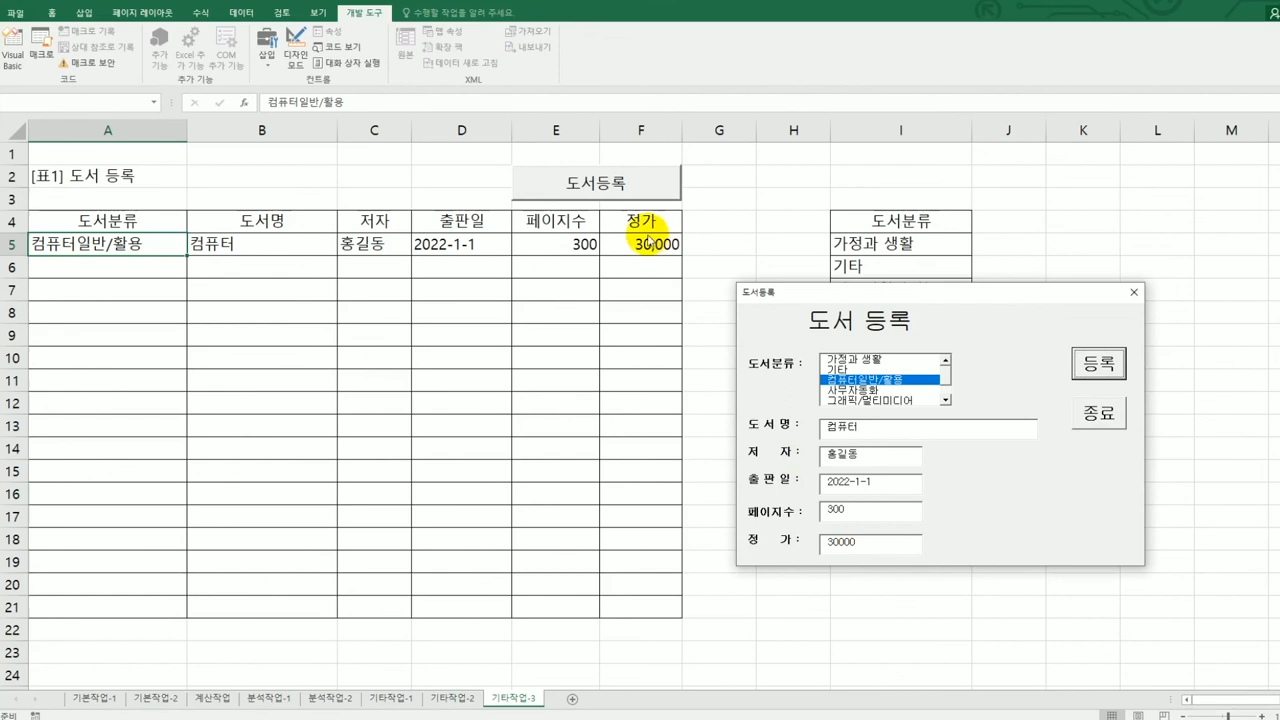 파일 홈 삽입 페이지 레이아웃 수식 데이터 검토 보기 개발 도구 수행할 작업을 알려 주세요.
Visual Basic
매크로
매크로 기록
상대 참조로 기록
매크로 보안
코드
추가 기능
Excel 추가 기능
COM 추가 기능
추가 기능
삽입
디자인 모드
속성
코드 보기
대화 상자 실행
컨트롤
원본
맵 속성
확장 팩
데이터 새로 고침
가져오기
내보내기
XML
fx 컴퓨터일반/활용
A B C D E F G H I J K L M
1
2 [표1] 도서 등록 도서등록
3
4 도서분류 도서명 저자 출판일 페이지수 정가 도서분류
5 컴퓨터일반/활용 컴퓨터 홍길동 2022-1-1 300 30,000 가정과 생활
6 기타
7
8
9
10
11
12
13
14
15
16
17
18
19
20
21
22
23
24
도서등록
도서 등록
도서분류 :
가정과 생활
기타
컴퓨터일반/활용
사무자동화
그래픽/멀티미디어
등록
종료
도 서 명 : 컴퓨터
저 자 : 홍길동
출 판 일 : 2022-1-1
페이지수 : 300
정 가 : 30000
기본작업-1 기본작업-2 계산작업 분석작업-1 분석작업-2 기타작업-1 기타작업-2 기타작업-3
준비